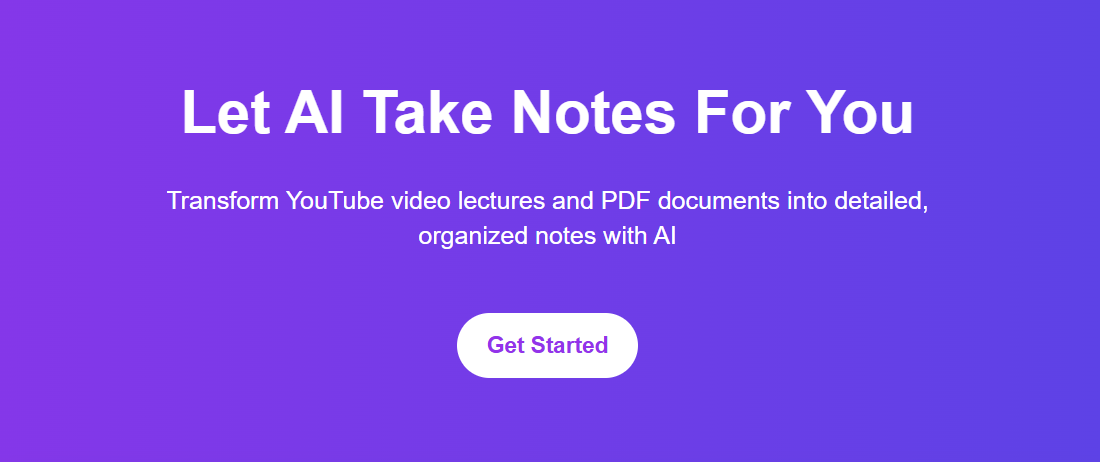 Let AI Take Notes For You
Transform YouTube video lectures and PDF documents into detailed,
organized notes with AI
Get Started